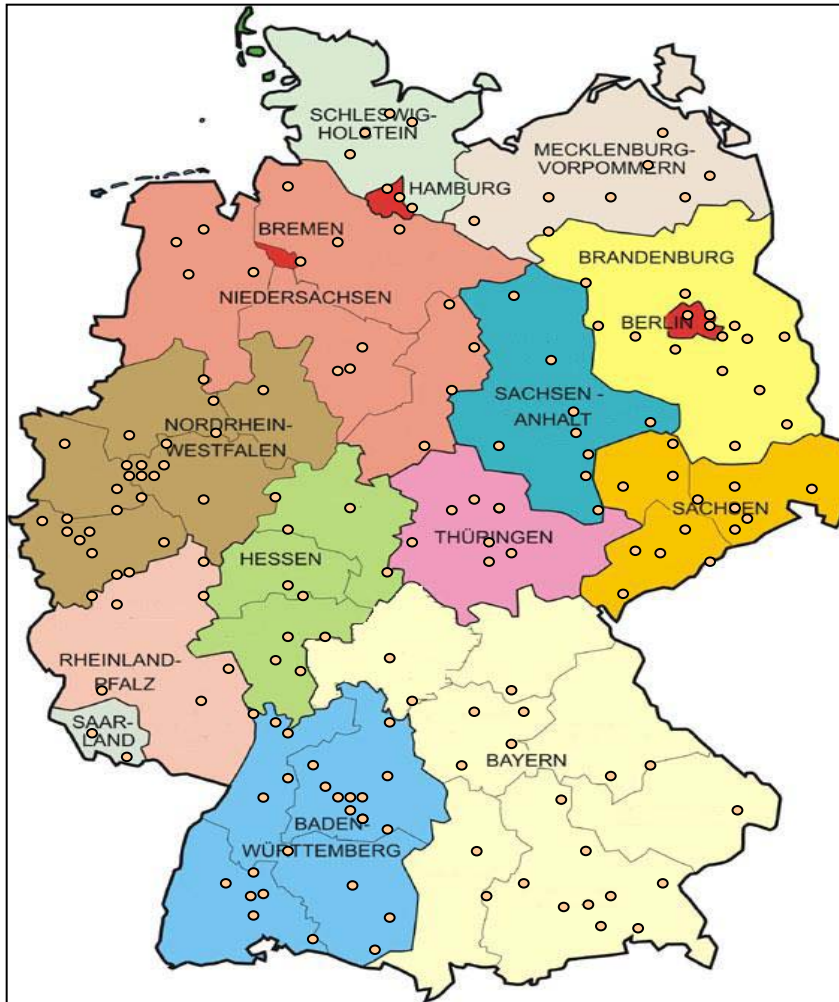 SCHLESWIG-
HOLSTEIN
MECKLENBURG-
VORPOMMERN
HAMBURG
BREMEN
BRANDENBURG
NIEDERSACHSEN
BERLIN
SACHSEN -
ANHALT
NORDRHEIN-
WESTFALEN
SACHSEN
THÜRINGEN
HESSEN
RHEINLAND-
PFALZ
SAAR-
LAND
BAYERN
BADEN-
WÜRTTEMBERG